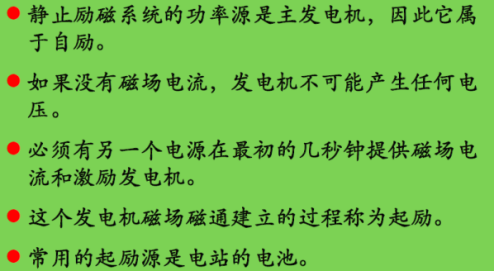 ● 静止励磁系统的功率源是主发电机，因此它属
于自励。
● 如果没有磁场电流，发电机不可能产生任何电
压。
● 必须有另一个电源在最初的几秒钟提供磁场电
流和激励发电机。
● 这个发电机磁场磁通建立的过程称为起励。
● 常用的起励源是电站的电池。